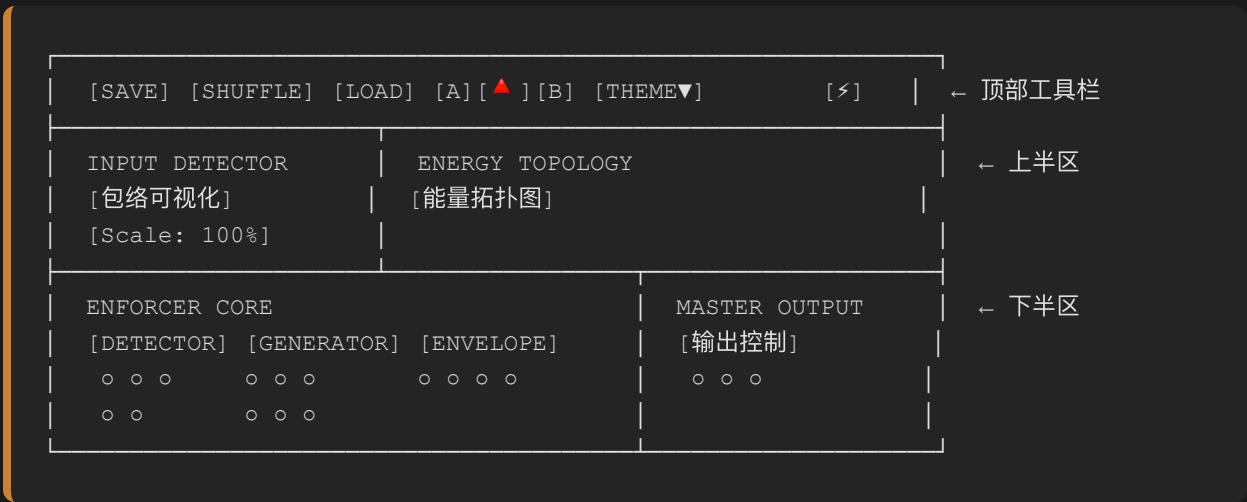 [SAVE] [SHUFFLE] [LOAD] [A][🔺][B] [THEME▼] [⚡] ← 顶部工具栏
INPUT DETECTOR ENERGY TOPOLOGY ← 上半区
[包络可视化] [能量拓扑图]
[Scale: 100%]
ENFORCER CORE MASTER OUTPUT ← 下半区
[DETECTOR] [GENERATOR] [ENVELOPE] [输出控制]
○ ○ ○ ○ ○ ○ ○ ○ ○ ○ ○ ○ ○
○ ○ ○ ○ ○